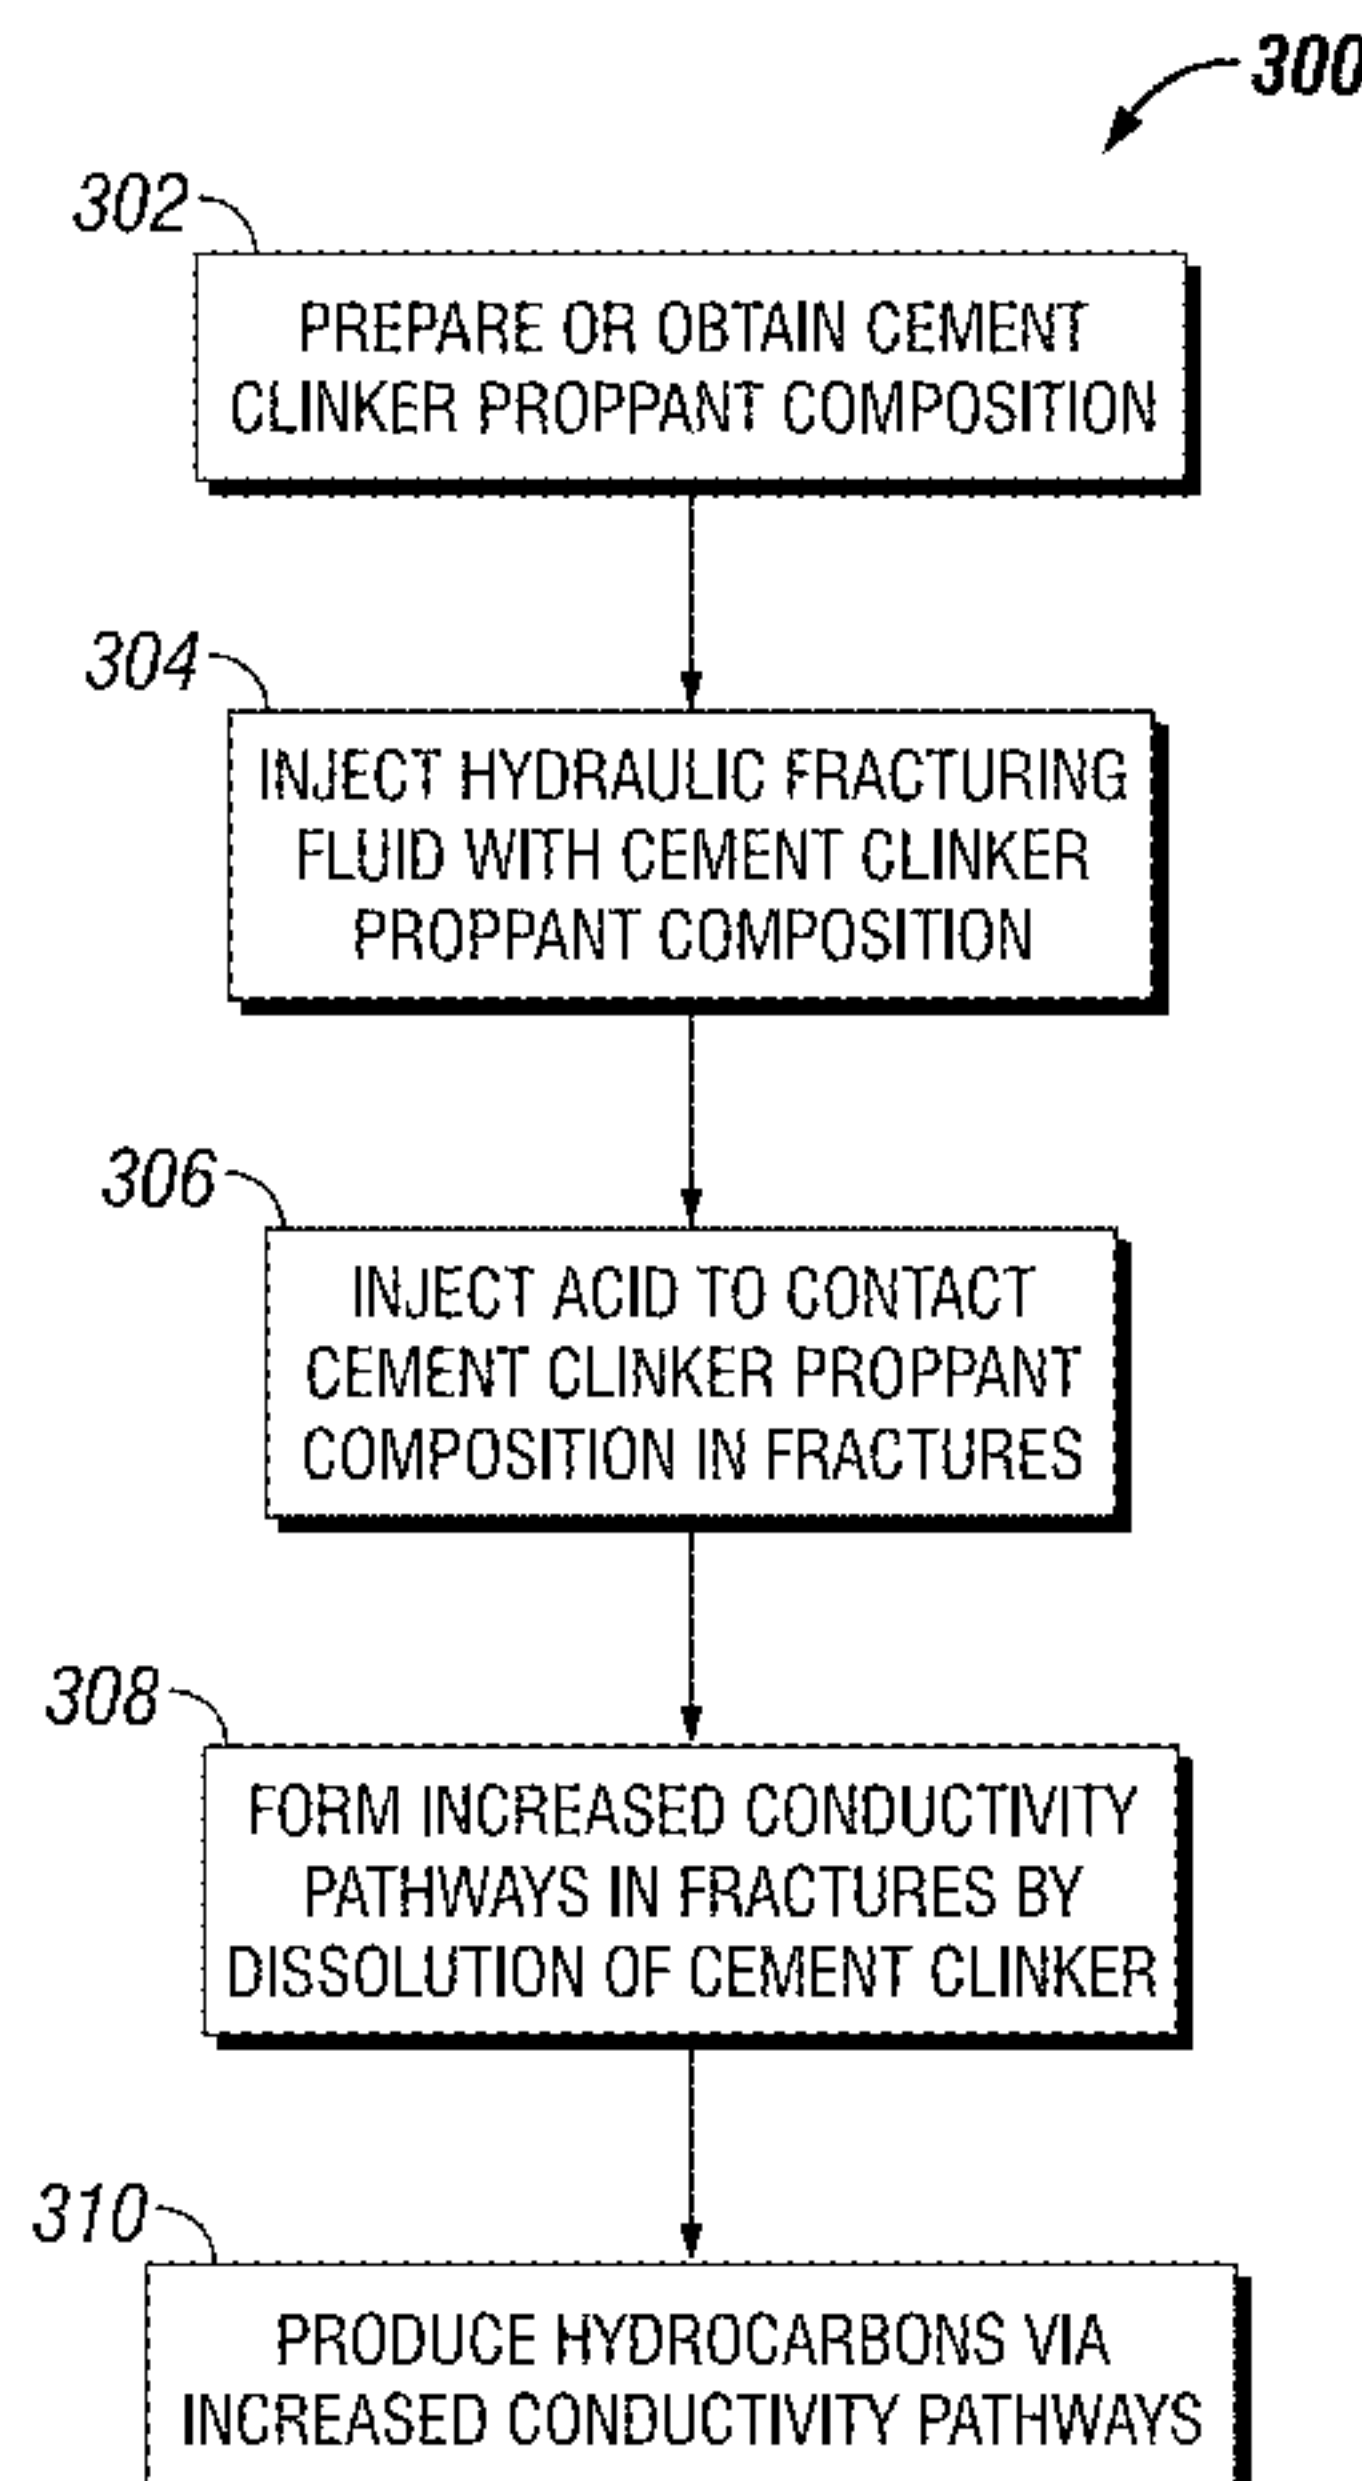 300
302
PREPARE OR OBTAIN CEMENT
CLINKER PROPPANT COMPOSITION
304
INJECT HYDRAULIC FRACTURING
FLUID WITH CEMENT CLINKER
PROPPANT COMPOSITION
306
INJECT ACID TO CONTACT
CEMENT CLINKER PROPPANT
COMPOSITION IN FRACTURES
308
FORM INCREASED CONDUCTIVITY
PATHWAYS IN FRACTURES BY
DISSOLUTION OF CEMENT CLINKER
310
PRODUCE HYDROCARBONS VIA
INCREASED CONDUCTIVITY PATHWAYS